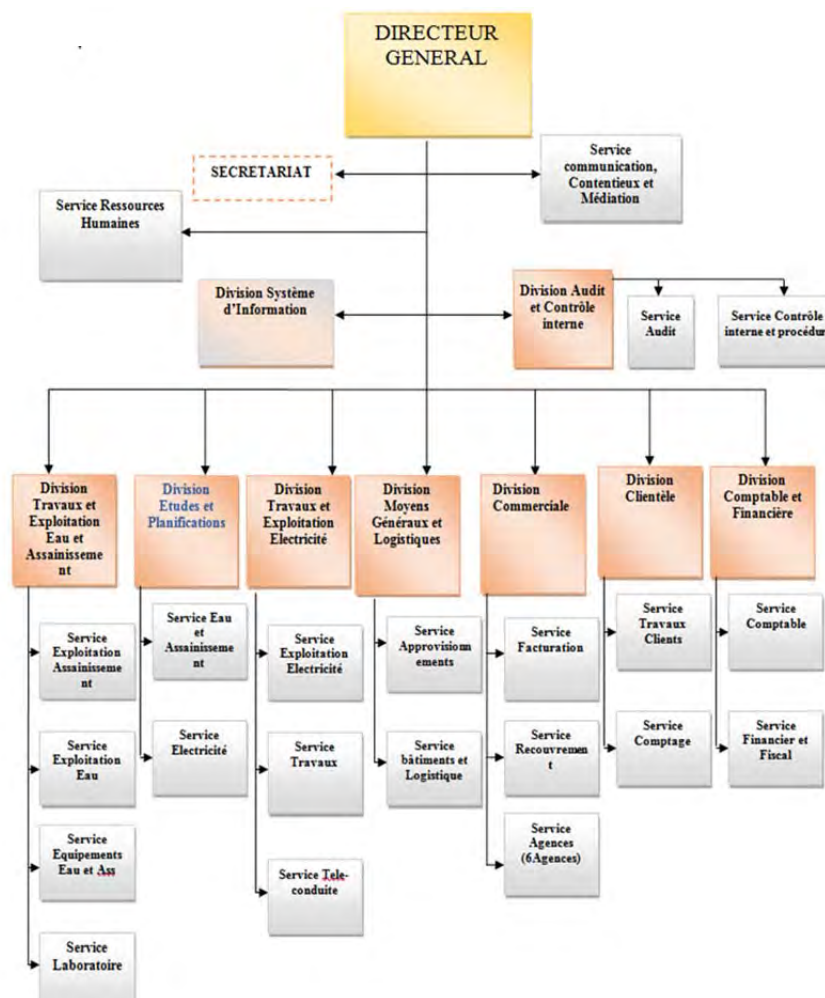 DIRECTEUR
GENERAL
SECRETARIAT
Service
communication,
Contentieux et
Médiation
Service Ressources
Humaines
Division Système
d'Information
Division Audit
et Contrôle
interne
Service
Audit
Service Contrôle
interne et procédur
Division
Travaux et
Exploitation
Eau et
Assainisseme
nt
Division
Etudes et
Planifications
Division
Travaux et
Exploitation
Electricité
Division
Moyens
Généraux et
Logistiques
Division
Commerciale
Division
Clientèle
Division
Comptable et
Financière
Service
Exploitation
Assainisseme
nt
Service
Exploitation
Eau
Service
Equipements
Eau et Ass
Service
Laboratoire
Service Eau
et
Assainisseme
nt
Service
Electricité
Service
Exploitation
Electricité
Service
Travaux
Service Tele-
conduite
Service
Approvisionn
ements
Service
bâtiments et
Logistique
Service
Facturation
Service
Recouvremen
t
Service
Agences
(6Agences)
Service
Travaux
Clients
Service
Comptage
Service
Comptable
Service
Financier et
Fiscal